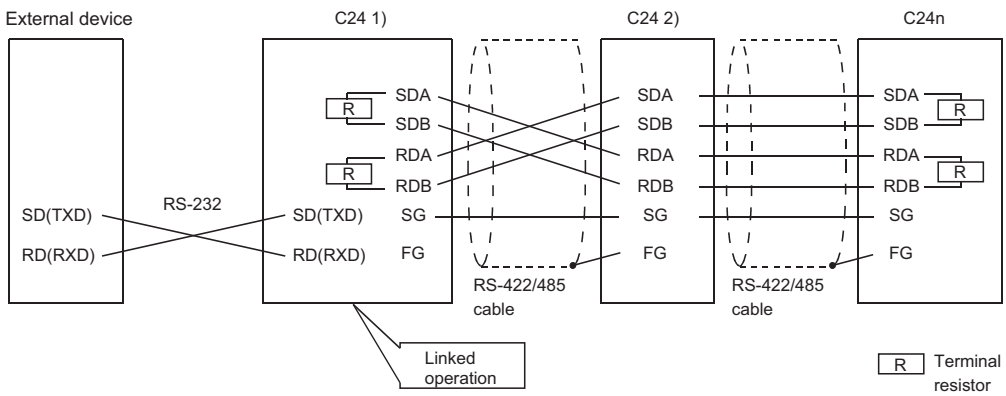 External device
C24 1)
C24 2)
C24n
R
SDA
SDB
R
RDA
RDB
SD(TXD)
RS-232
SD(TXD)
SG
RD(RXD)
RD(RXD)
FG
SDA
SDB
RDA
RDB
SG
FG
SDA
R
SDB
RDA
R
RDB
SG
FG
RS-422/485
cable
RS-422/485
cable
Linked
operation
R
Terminal
resistor